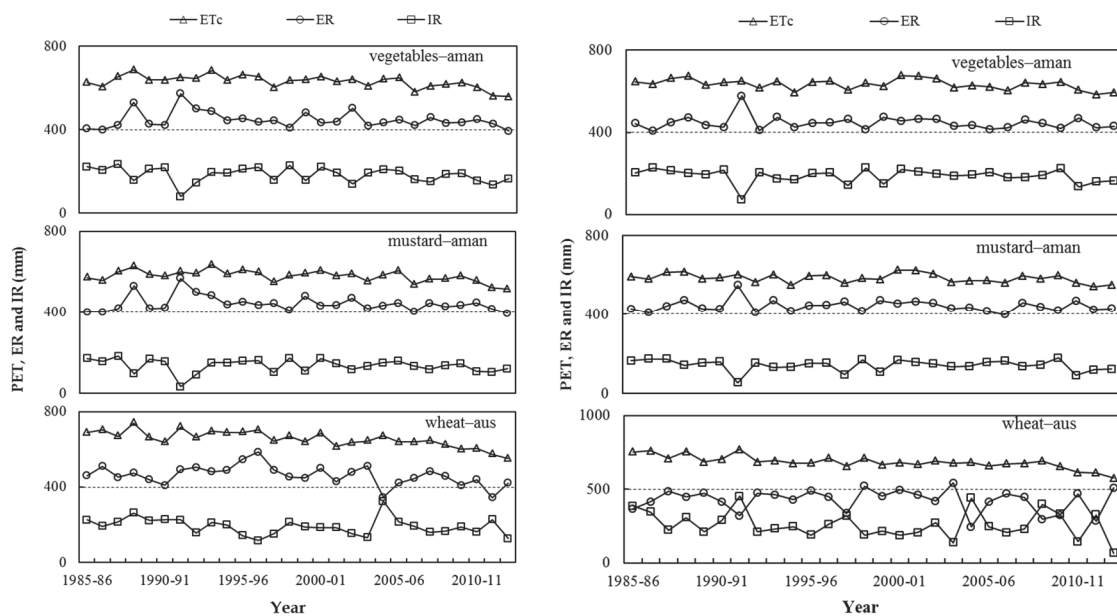 ETc ER IR
800
vegetables–aman
400
0
800
mustard–aman
400
0
800
wheat–aus
400
0
PET, ER and IR (mm)
1985-86 1990-91 1995-96 2000-01 2005-06 2010-11
Year
ETc ER IR
800
vegetables–aman
400
0
800
mustard–aman
400
0
1000
wheat–aus
500
0
PET, ER and IR (mm)
1985-86 1990-91 1995-96 2000-01 2005-06 2010-11
Year